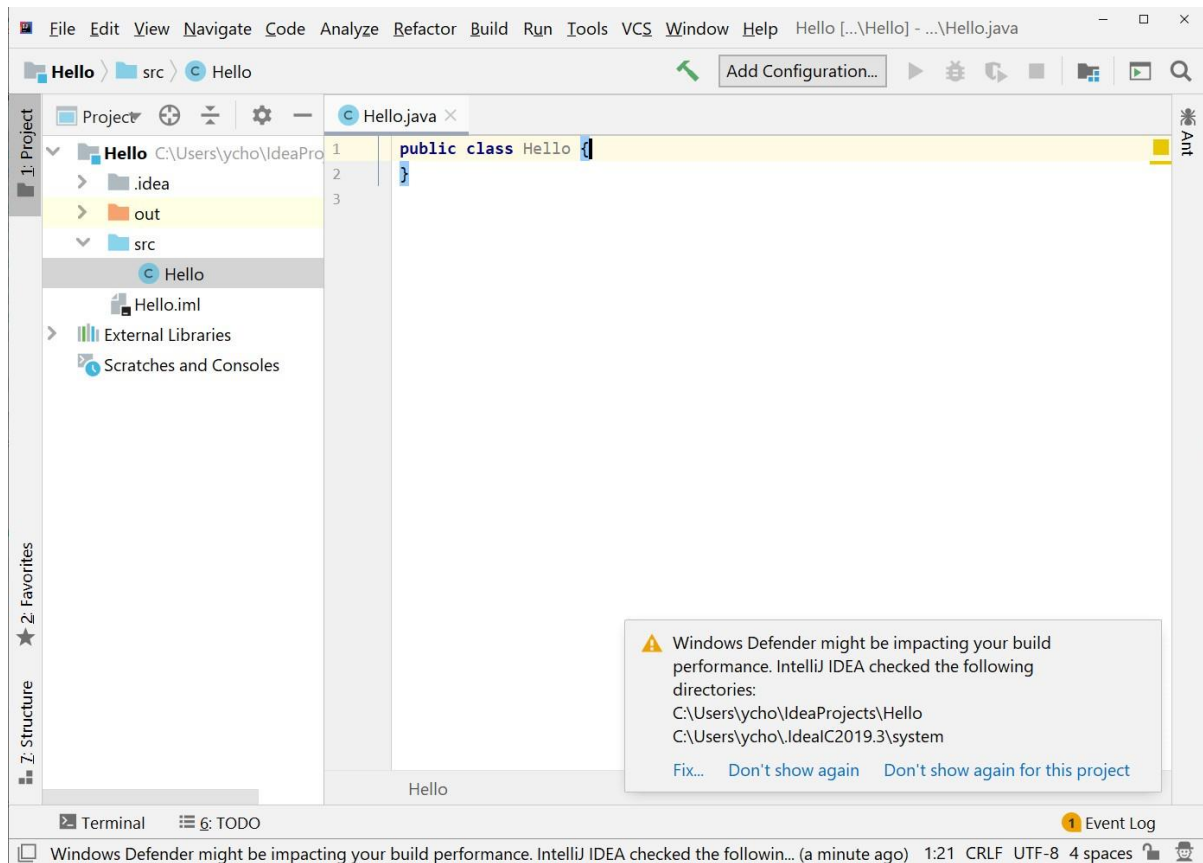 File Edit View Navigate Code Analyze Refactor Build Run Tools VCS Window Help Hello [...\Hello] - ...\Hello.java
Hello src C Hello Add Configuration...
1: Project
Project
Hello C:\Users\ycho\IdeaPro
.idea
out
src
C Hello
Hello.iml
External Libraries
Scratches and Consoles
C Hello.java
1 public class Hello {
2 }
3
Ant
2: Favorites
7: Structure
Windows Defender might be impacting your build
performance. IntelliJ IDEA checked the following
directories:
C:\Users\ycho\IdeaProjects\Hello
C:\Users\ycho\.IdeaIC2019.3\system
Fix... Don't show again Don't show again for this project
Hello
Terminal 6: TODO 1 Event Log
Windows Defender might be impacting your build performance. IntelliJ IDEA checked the followin... (a minute ago) 1:21 CRLF UTF-8 4 spaces